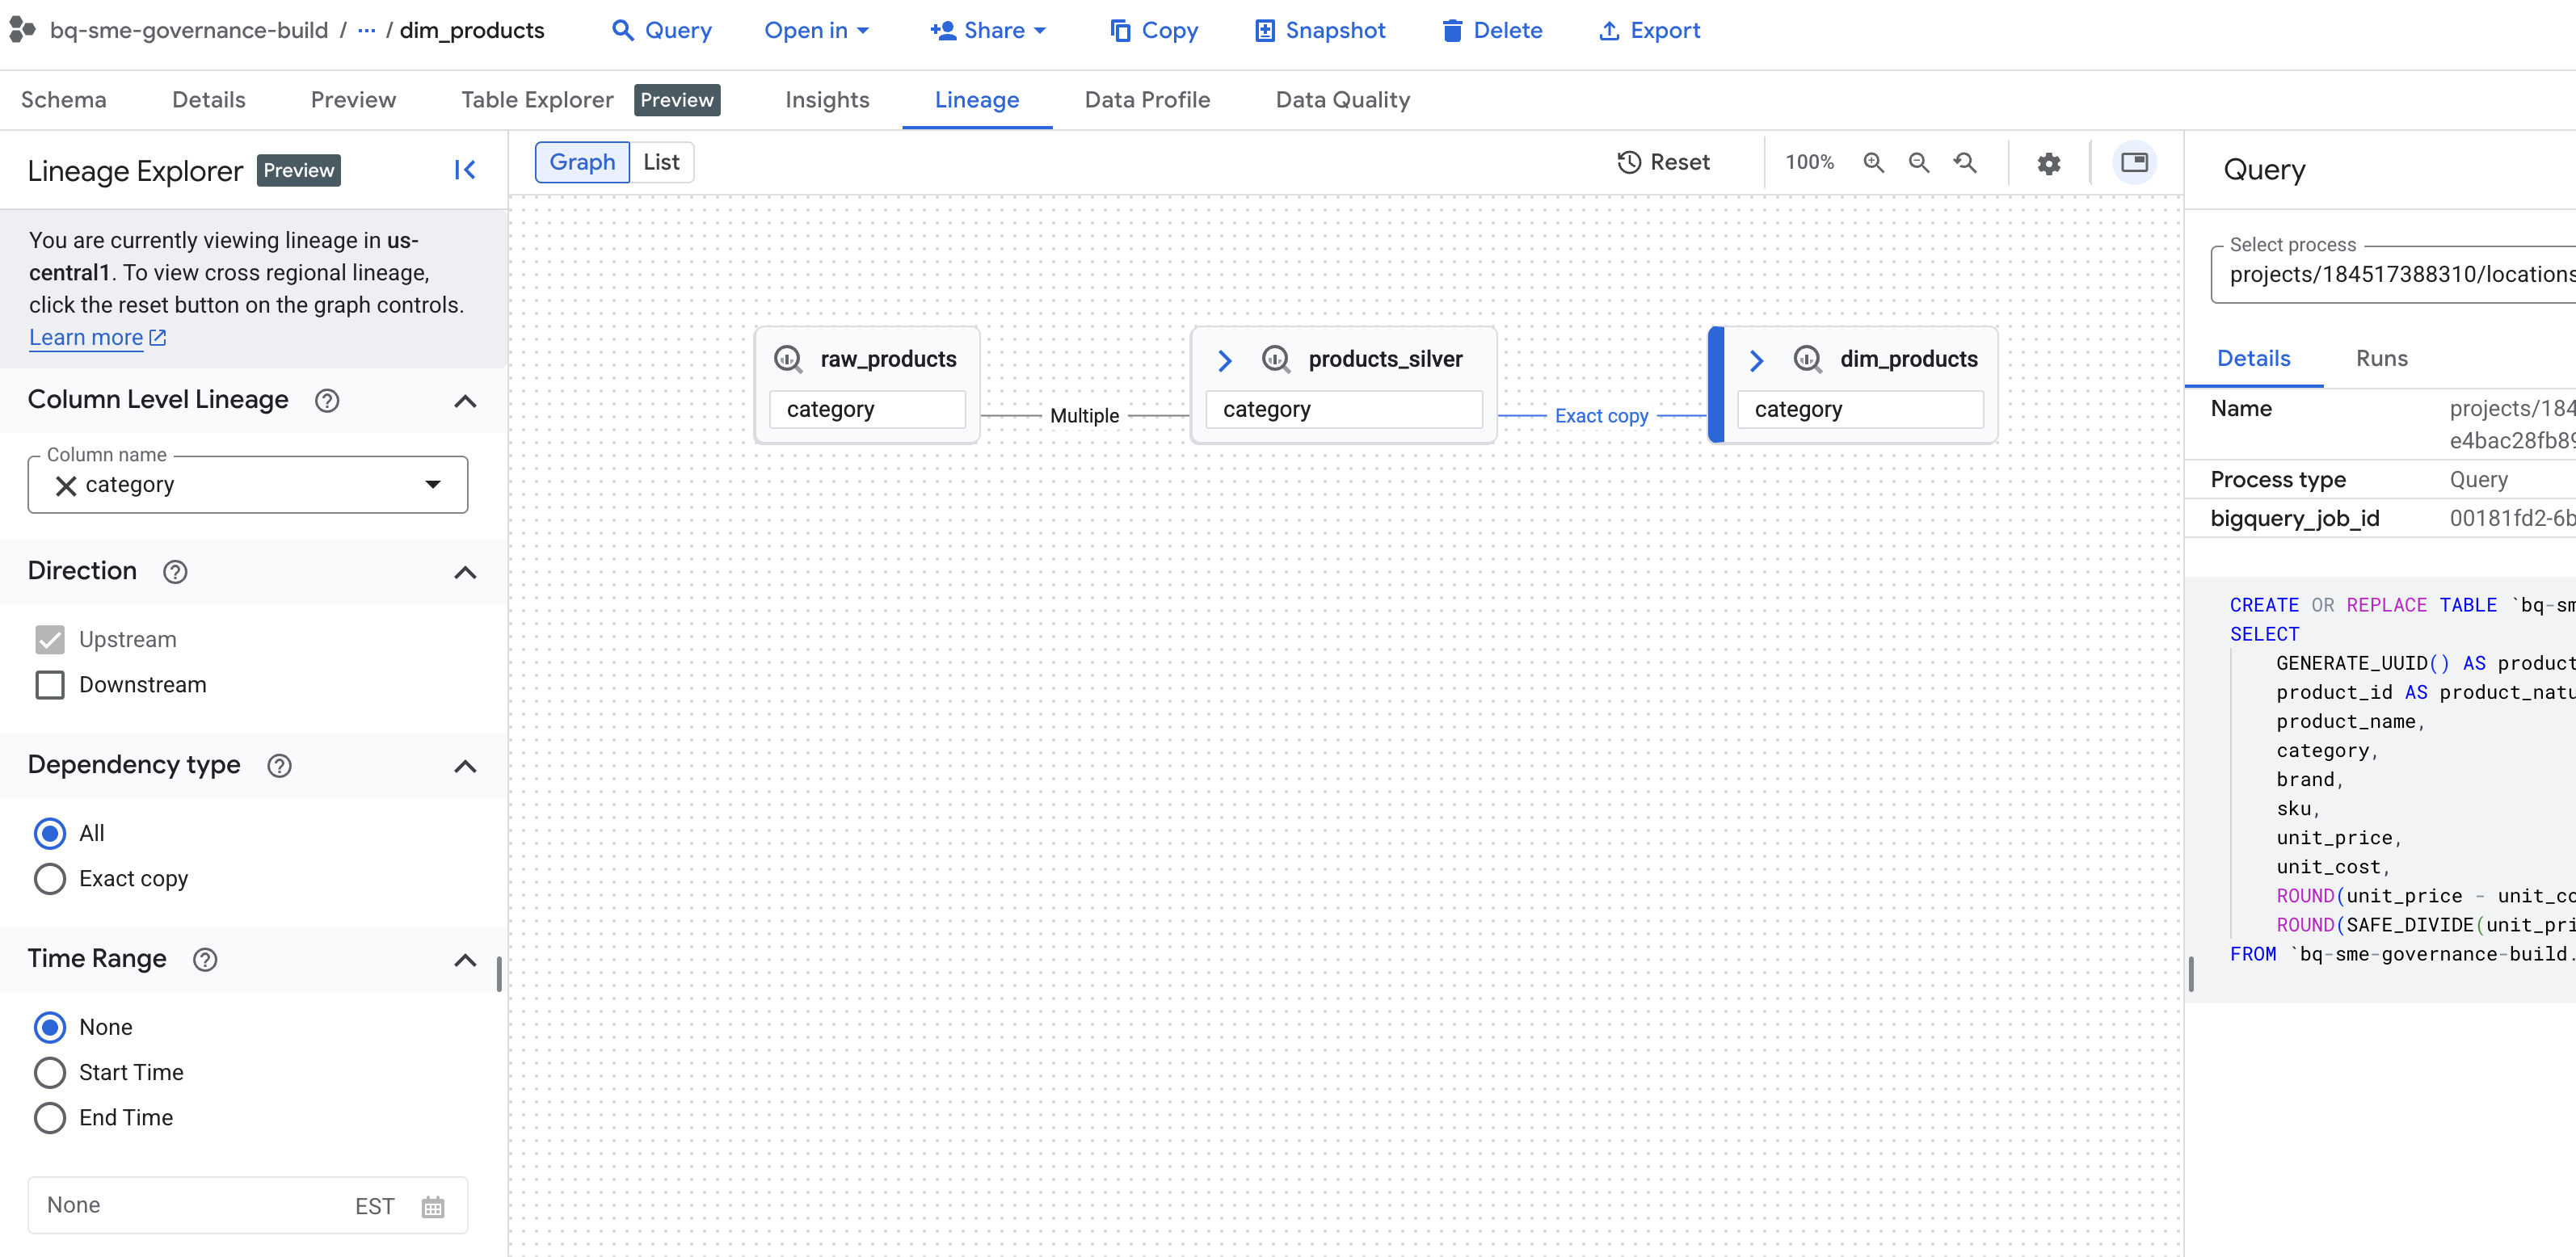 bq-sme-governance-build / ... / dim_products
Query
Open in
Share
Copy
Snapshot
Delete
Export
Schema
Details
Preview
Table Explorer
Preview
Insights
Lineage
Data Profile
Data Quality
Lineage Explorer
Preview
You are currently viewing lineage in us-
central1. To view cross regional lineage,
click the reset button on the graph controls.
Learn more
Column Level Lineage
Column name
category
Direction
Upstream
Downstream
Dependency type
All
Exact copy
Time Range
None
Start Time
End Time
None
EST
Graph
List
Reset
100%
raw_products
category
Multiple
products_silver
category
Exact copy
dim_products
category
Query
Select process
projects/184517388310/locations
Details
Runs
Name
projects/184
e4bac28fb89
Process type
Query
bigquery_job_id
00181fd2-6b
CREATE OR REPLACE TABLE `bq-sm
SELECT
GENERATE_UUID() AS product
product_id AS product_natu
product_name,
category,
brand,
sku,
unit_price,
unit_cost,
ROUND(unit_price - unit_co
ROUND(SAFE_DIVIDE(unit_pri
FROM `bq-sme-governance-build.